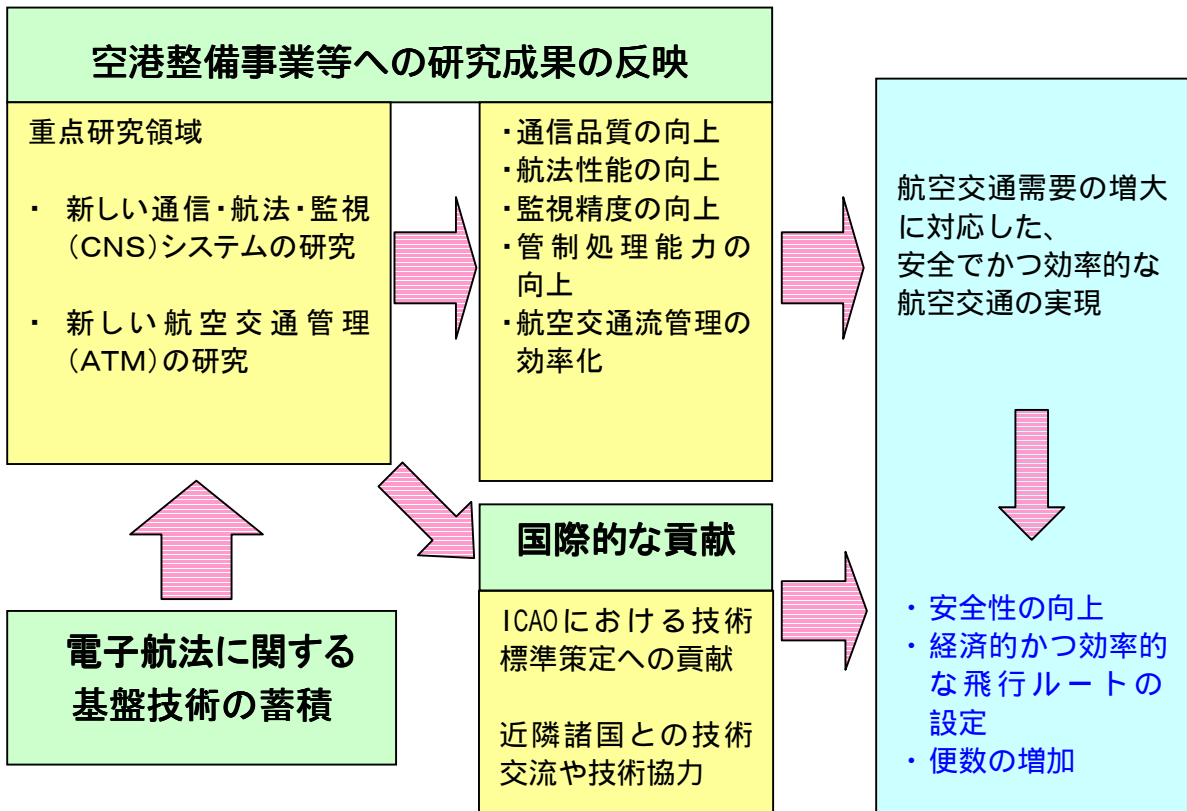 空港整備事業等への研究成果の反映
重点研究領域
・ 新しい通信・航法・監視
(CNS)システムの研究
・ 新しい航空交通管理
(ATM)の研究
・通信品質の向上
・航法性能の向上
・監視精度の向上
・管制処理能力の
向上
・航空交通流管理の
効率化
航空交通需要の増大
に対応した、
安全でかつ効率的な
航空交通の実現
電子航法に関する
基盤技術の蓄積
国際的な貢献
ICAOにおける技術
標準策定への貢献
近隣諸国との技術
交流や技術協力
・安全性の向上
・経済的かつ効率的
な飛行ルートの
設定
・便数の増加